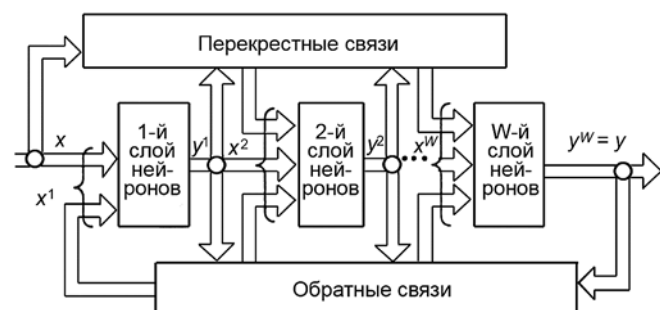 Перекрестные связи
x
x¹
1-й
слой
ней-
ронов
y¹
x²
2-й
слой
ней-
ронов
y²
xᵂ
W-й
слой
ней-
ронов
yᵂ = y
Обратные связи